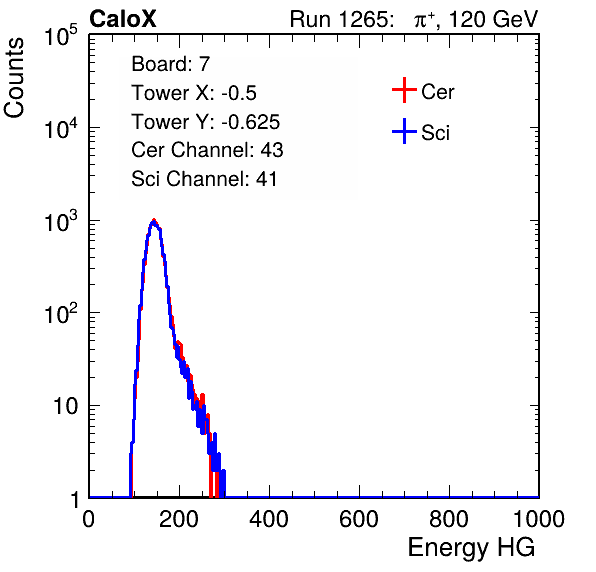 CaloX Run 1265: π⁺, 120 GeV
Counts
10⁵
10⁴
10³
10²
10
1
Board: 7
Tower X: -0.5
Tower Y: -0.625
Cer Channel: 43
Sci Channel: 41
Cer
Sci
0 200 400 600 800 1000
Energy HG